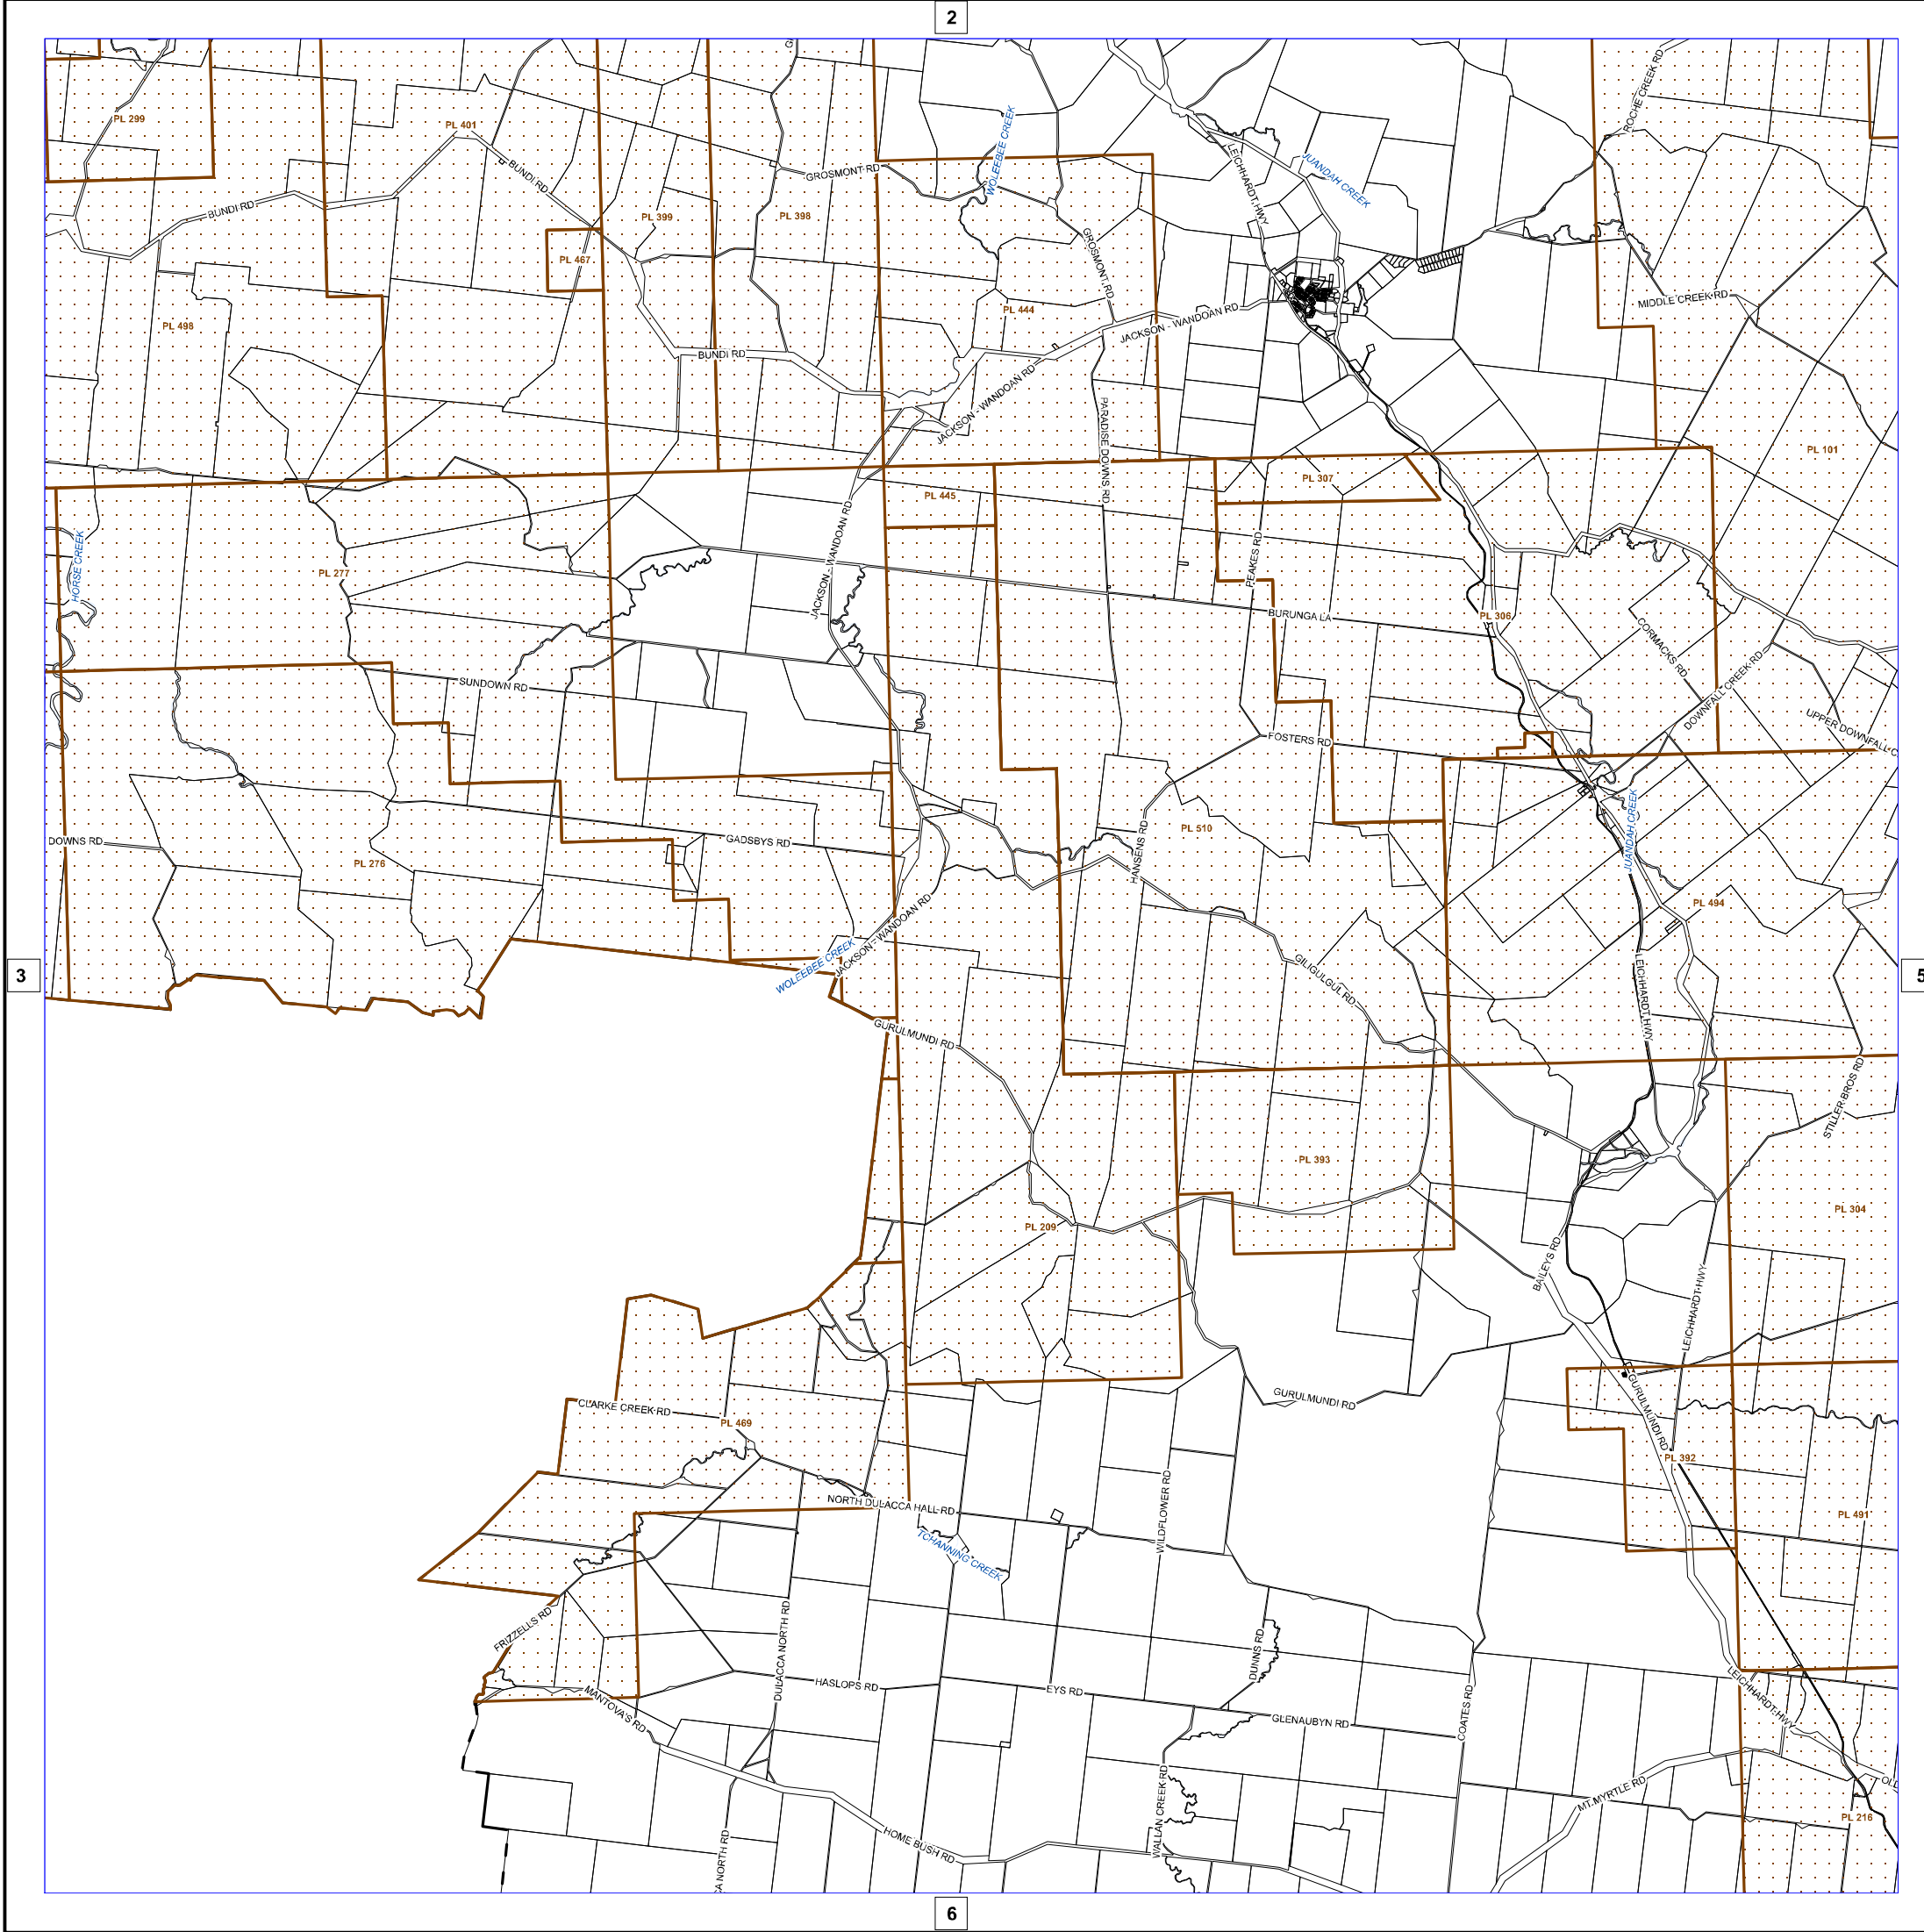 2
ROCHE CREEK RD
PL 299
PL 401
WOLEEBEE CREEK
LEICHHARDT HWY
JUANDAH CREEK
BUNDI RD
GROSMONT RD
BUNDI RD
PL 399
PL 398
GROSMONT RD
PL 467
MIDDLE CREEK RD
PL 498
PL 444
JACKSON - WANDOAN RD
BUNDI RD
JACKSON - WANDOAN RD
PARADISE DOWNS RD
PL 101
PL 307
PL 445
JACKSON - WANDOAN RD
PEAKES RD
HORSE CREEK
PL 277
BURUNGA LA
PL 306
CORMACKS RD
SUNDOWN RD
DOWNFALL CREEK RD
UPPER DOWNFALL C
FOSTERS RD
JUANDAH CREEK
PL 510
HANSENS RD
DOWNS RD
GADSBYS RD
PL 276
PL 494
JACKSON - WANDOAN RD
WOLEEBEE CREEK
3
GILIGULGUL RD
LEICHHARDT HWY
5
GURULMUNDI RD
STILLER BROS RD
PL 393
PL 304
PL 209
BAILEYS RD
LEICHHARDT HWY
GURULMUNDI RD
GURULMUNDI RD
CLARKE CREEK RD
PL 469
PL 392
NORTH DULACCA HALL RD
WILDFLOWER RD
PL 491
TCHANNING CREEK
FRIZZELLS RD
DULACCA NORTH RD
DUNNS RD
HASLOPS RD
EYS RD
MANTOVAS RD
COATES RD
LEICHHARDT HWY
GLENAUBYN RD
WALLAN CREEK RD
MT MYRTLE RD
OLD
PL 216
HOME BUSH RD
CA NORTH RD
6